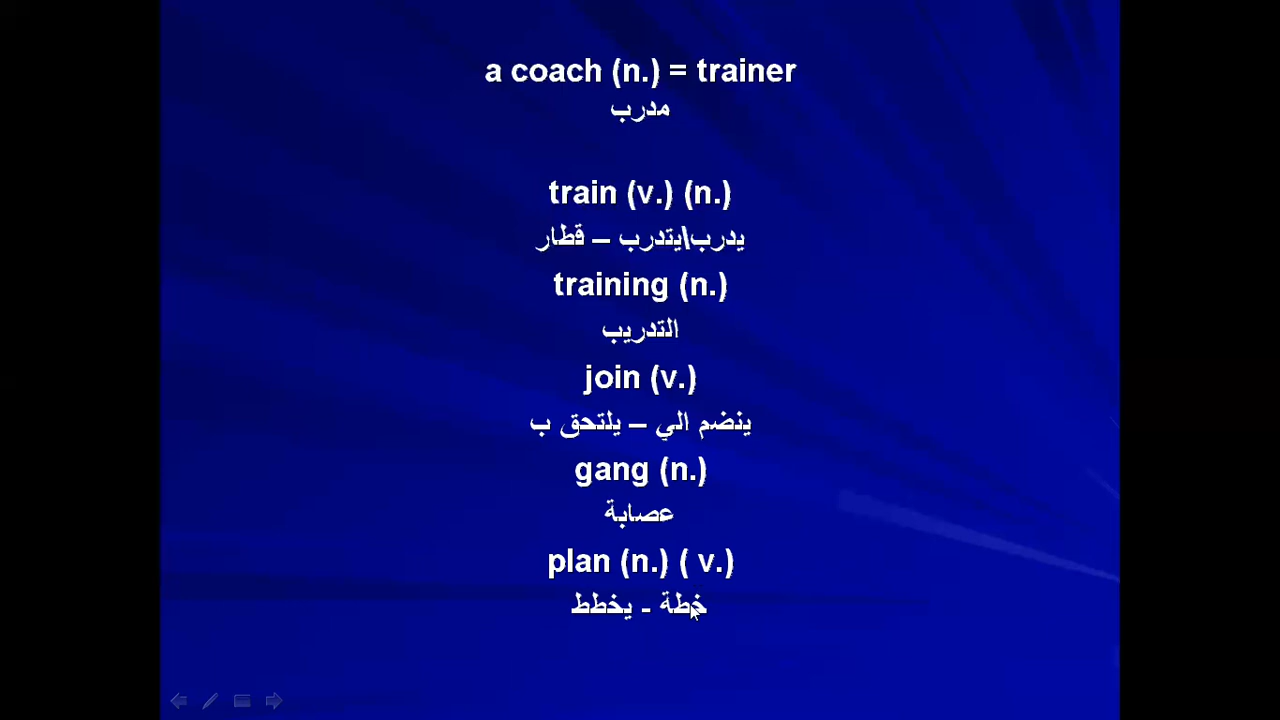 a coach (n.) = trainer
مدرب
train (v.) (n.)
يدرب\يتدرب – قطار
training (n.)
التدريب
join (v.)
ينضم الي – يلتحق ب
gang (n.)
عصابة
plan (n.) ( v.)
خطة - يخطط